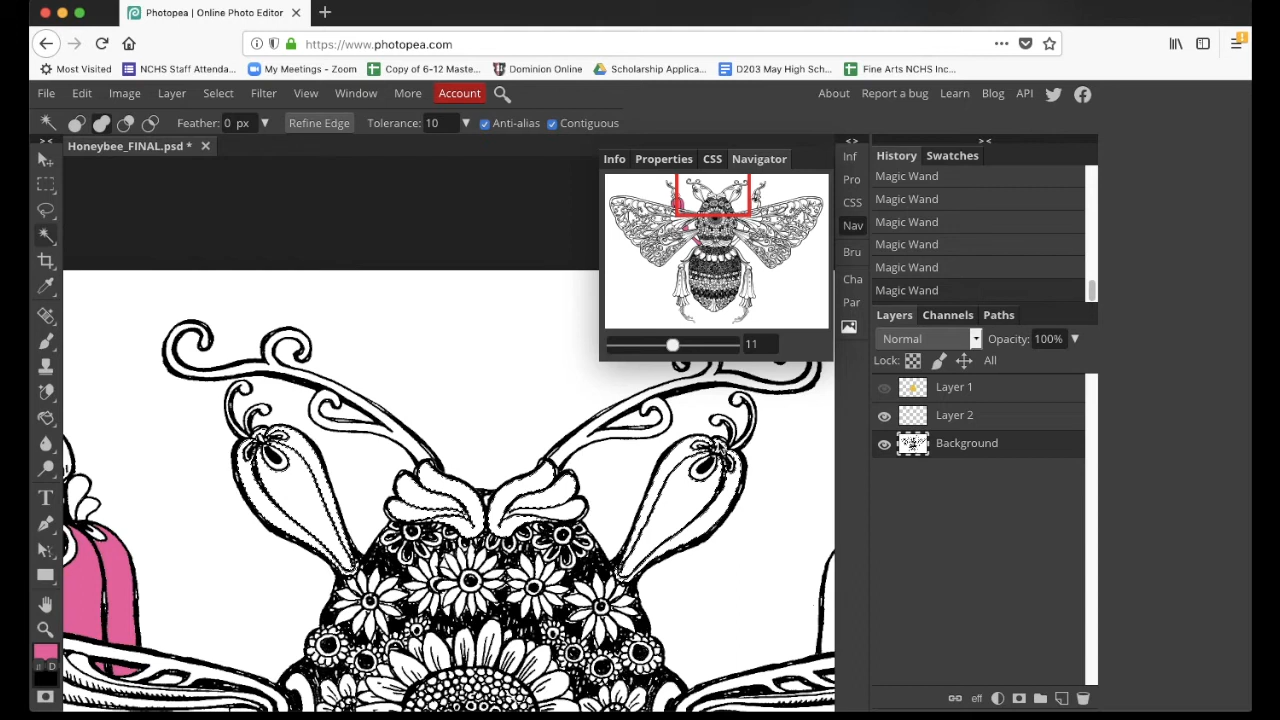 Photopea | Online Photo Editor
https://www.photopea.com
Most Visited NCHS Staff Attenda... My Meetings - Zoom Copy of 6-12 Maste... Dominion Online Scholarship Applica... D203 May High Sch... Fine Arts NCHS Inc...
File Edit Image Layer Select Filter View Window More Account About Report a bug Learn Blog API
Feather: 0 px Refine Edge Tolerance: 10 Anti-alias Contiguous
Honeybee_FINAL.psd *
Info Properties CSS Navigator
11
Inf
Pro
CSS
Nav
Bru
Cha
Par
History Swatches
Magic Wand
Magic Wand
Magic Wand
Magic Wand
Magic Wand
Magic Wand
Layers Channels Paths
Normal Opacity: 100%
Lock: All
Layer 1
Layer 2
Background
D
eff